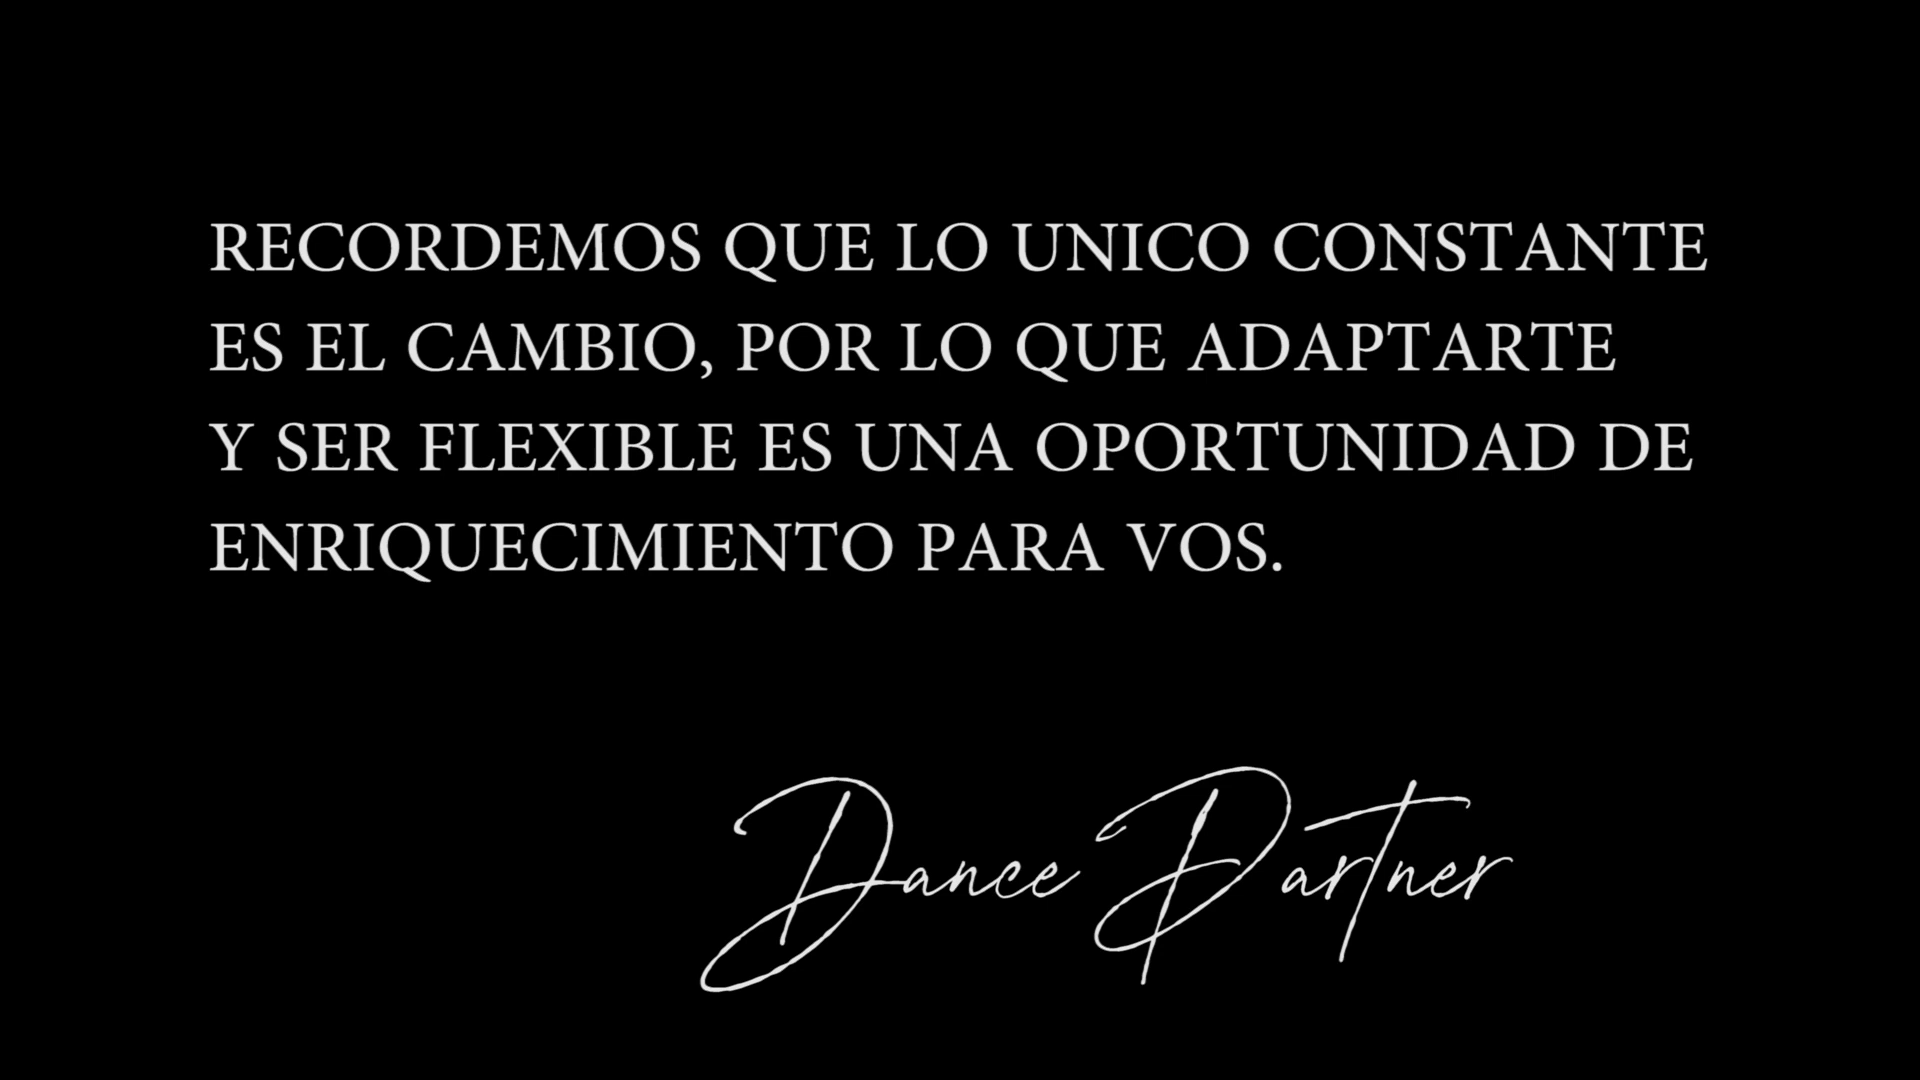 RECORDEMOS QUE LO UNICO CONSTANTE
ES EL CAMBIO, POR LO QUE ADAPTARTE
Y SER FLEXIBLE ES UNA OPORTUNIDAD DE
ENRIQUECIMIENTO PARA VOS.
Dance Partner